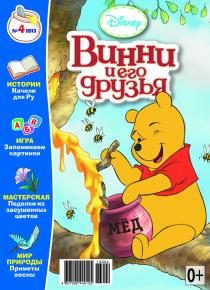 №4 2013
Disney
Винни
и его
друзья
ИСТОРИИ
Качели
для Ру
АБВ
ИГРА
Запоминаем
картинки
МАСТЕРСКАЯ
Поделки из
засушенных
цветов
МИР
ПРИРОДЫ
Приметы
весны
МЁД
0+